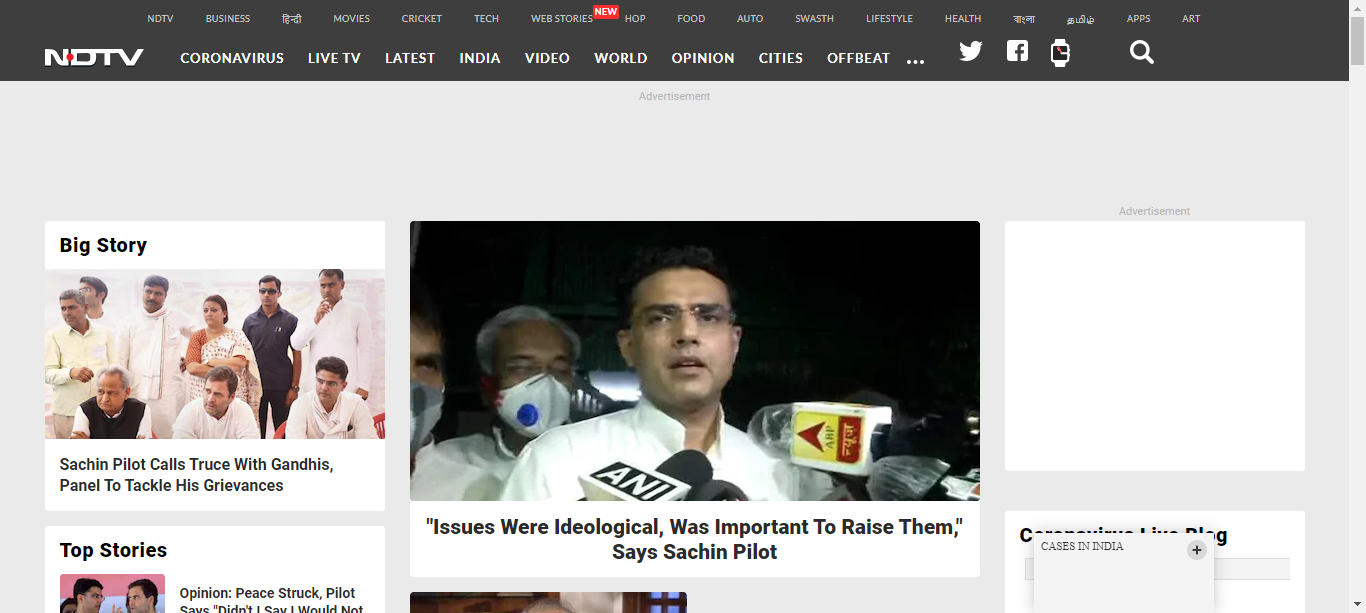 NDTV BUSINESS हिन्दी MOVIES CRICKET TECH WEB STORIES NEW HOP FOOD AUTO SWASTH LIFESTYLE HEALTH বাংলা தமிழ் APPS ART
NDTV CORONAVIRUS LIVE TV LATEST INDIA VIDEO WORLD OPINION CITIES OFFBEAT ...
Advertisement
Advertisement
Big Story
Sachin Pilot Calls Truce With Gandhis,
Panel To Tackle His Grievances
Top Stories
Opinion: Peace Struck, Pilot
Says "Didn't I Say I Would Not
ABP
न्यूज़
ANI
"Issues Were Ideological, Was Important To Raise Them,"
Says Sachin Pilot
Coronavirus Live Blog
CASES IN INDIA +